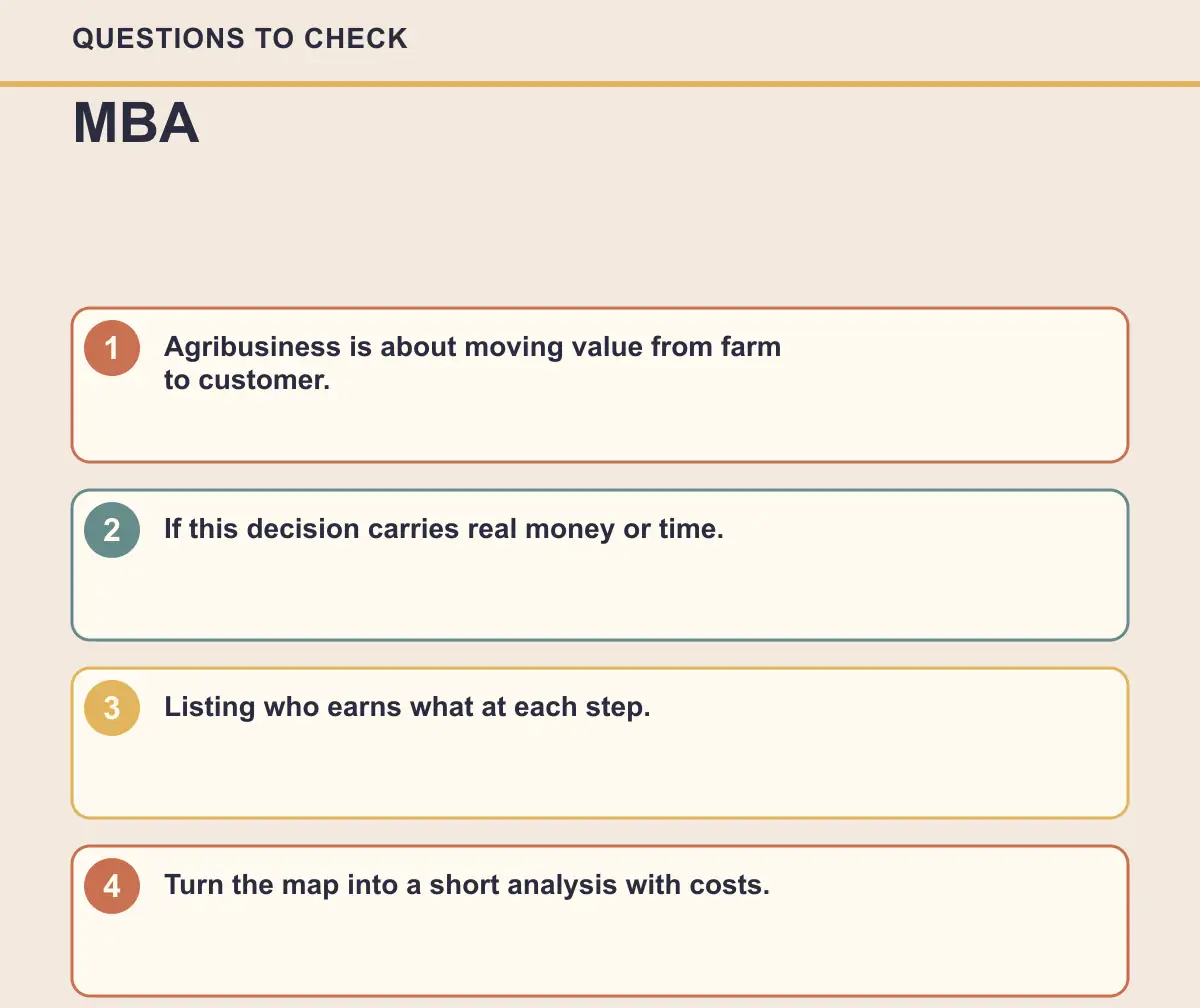 QUESTIONS TO CHECK
MBA
1
Agribusiness is about moving value from farm
to customer.
2
If this decision carries real money or time.
3
Listing who earns what at each step.
4
Turn the map into a short analysis with costs.